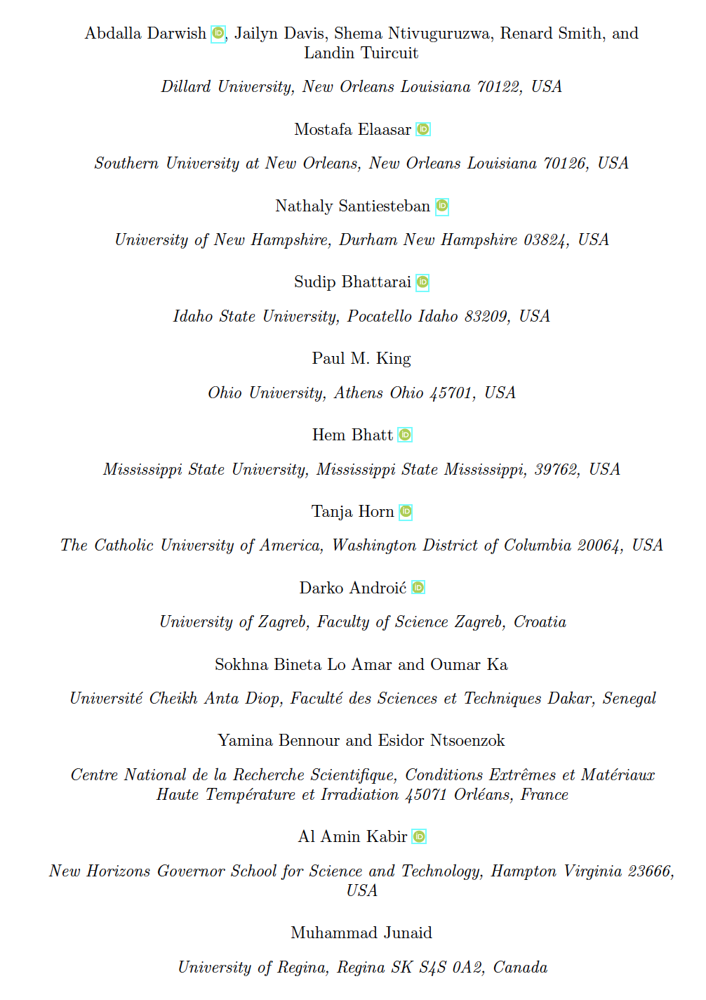 Abdalla Darwish iD, Jailyn Davis, Shema Ntivuguruzwa, Renard Smith, and
Landin Tuircuit
Dillard University, New Orleans Louisiana 70122, USA
Mostafa Elaasar iD
Southern University at New Orleans, New Orleans Louisiana 70126, USA
Nathaly Santiesteban iD
University of New Hampshire, Durham New Hampshire 03824, USA
Sudip Bhattarai iD
Idaho State University, Pocatello Idaho 83209, USA
Paul M. King
Ohio University, Athens Ohio 45701, USA
Hem Bhatt iD
Mississippi State University, Mississippi State Mississippi, 39762, USA
Tanja Horn iD
The Catholic University of America, Washington District of Columbia 20064, USA
Darko Androić iD
University of Zagreb, Faculty of Science Zagreb, Croatia
Sokhna Bineta Lo Amar and Oumar Ka
Université Cheikh Anta Diop, Faculté des Sciences et Techniques Dakar, Senegal
Yamina Bennour and Esidor Ntsoenzok
Centre National de la Recherche Scientifique, Conditions Extrêmes et Matériaux
Haute Température et Irradiation 45071 Orléans, France
Al Amin Kabir iD
New Horizons Governor School for Science and Technology, Hampton Virginia 23666,
USA
Muhammad Junaid
University of Regina, Regina SK S4S 0A2, Canada